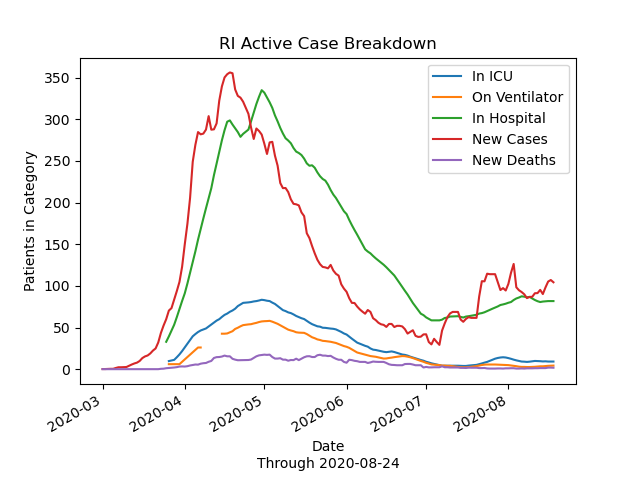 RI Active Case Breakdown
350
300
250
200
150
100
50
0
Patients in Category
In ICU
On Ventilator
In Hospital
New Cases
New Deaths
2020-03
2020-04
2020-05
2020-06
2020-07
2020-08
Date
Through 2020-08-24